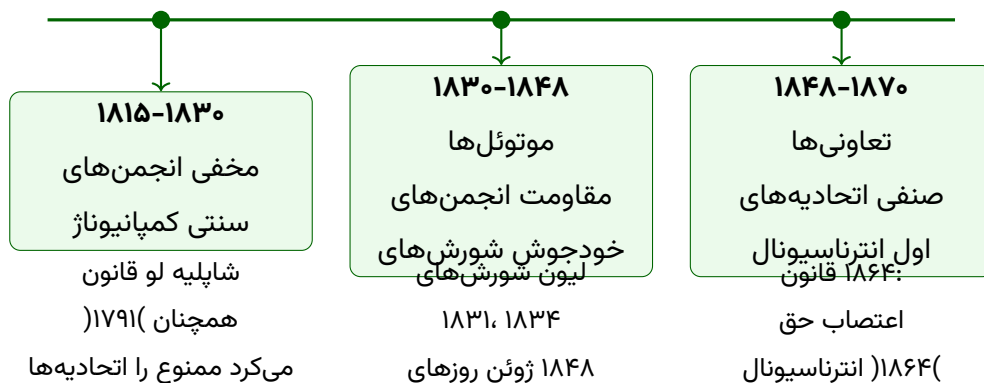 ۱۸۱۵-۱۸۳۰
مخفی انجمن‌های
سنتی کمپانیوناژ
شاپلیه لو قانون
همچنان )۱۷۹۱(
می‌کرد ممنوع را اتحادیه‌ها
۱۸۳۰-۱۸۴۸
موتوئل‌ها
مقاومت انجمن‌های
خودجوش شورش‌های
لیون شورش‌های
۱۸۳۱، ۱۸۳۴
۱۸۴۸ ژوئن روزهای
۱۸۴۸-۱۸۷۰
تعاونی‌ها
صنفی اتحادیه‌های
اول انترناسیونال
:۱۸۶۴ قانون
اعتصاب حق
)۱۸۶۴( انترناسیونال